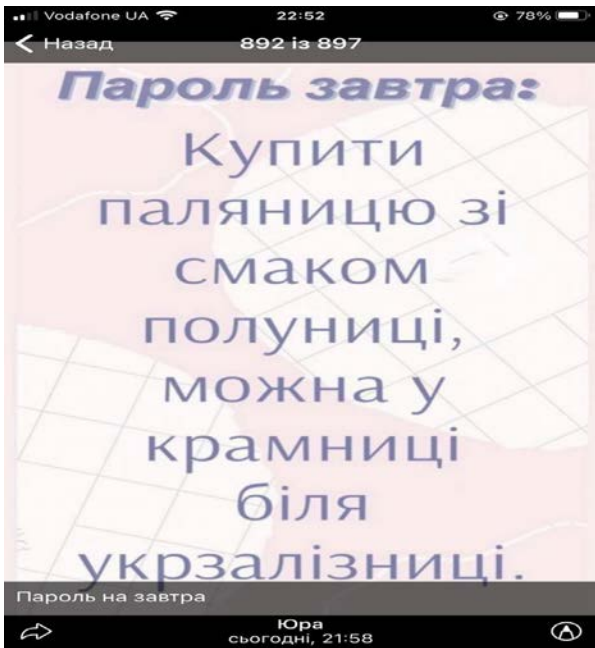 Vodafone UA 22:52 78%
Назад 892 із 897
Пароль завтра:
Купити
паляницю зі
смаком
полуниці,
можна у
крамниці
біля
укрзалізниці.
Пароль на завтра
Юра
сьогодні, 21:58